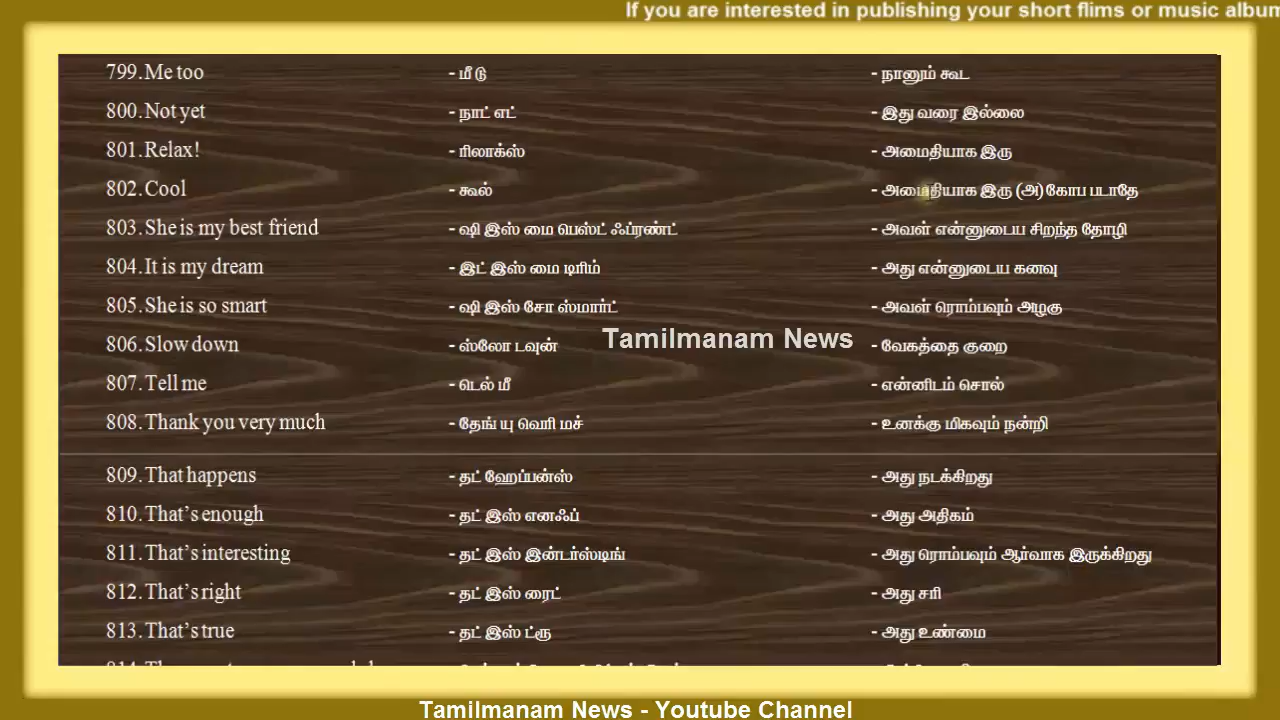 If you are interested in publishing your short flims or music album
799. Me too - மீ டு - நானும் கூட
800. Not yet - நாட் எட் - இது வரை இல்லை
801. Relax! - ரிலாக்ஸ் - அமைதியாக இரு
802. Cool - கூல் - அமைதியாக இரு (அ) கோப படாதே
803. She is my best friend - ஷி இஸ் மை பெஸ்ட் ஃப்ரண்ட் - அவள் என்னுடைய சிறந்த தோழி
804. It is my dream - இட் இஸ் மை டிரிம் - அது என்னுடைய கனவு
805. She is so smart - ஷி இஸ் சோ ஸ்மார்ட் - அவள் ரொம்பவும் அழகு
806. Slow down - ஸ்லோ டவுன் - வேகத்தை குறை
Tamilmanam News
807. Tell me - டெல் மீ - என்னிடம் சொல்
808. Thank you very much - தேங் யு வெரி மச் - உனக்கு மிகவும் நன்றி
809. That happens - தட் ஹேப்பன்ஸ் - அது நடக்கிறது
810. That's enough - தட் இஸ் எனஃப் - அது அதிகம்
811. That's interesting - தட் இஸ் இன்டர்ஸ்டிங் - அது ரொம்பவும் ஆர்வாக இருக்கிறது
812. That's right - தட் இஸ் ரைட் - அது சரி
813. That's true - தட் இஸ் ட்ரூ - அது உண்மை
Tamilmanam News - Youtube Channel